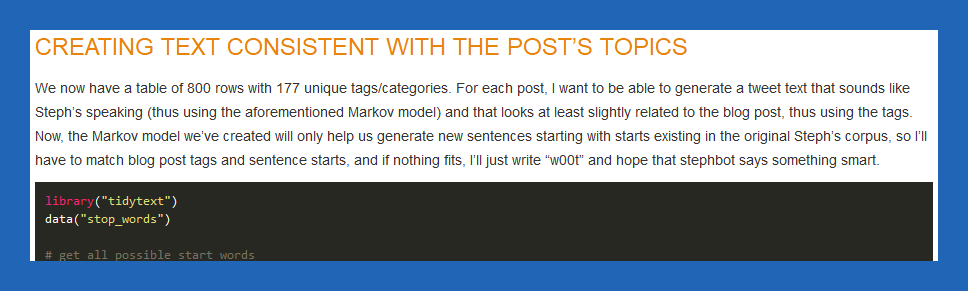 CREATING TEXT CONSISTENT WITH THE POST'S TOPICS
We now have a table of 800 rows with 177 unique tags/categories. For each post, I want to be able to generate a tweet text that sounds like
Steph's speaking (thus using the aforementioned Markov model) and that looks at least slightly related to the blog post, thus using the tags.
Now, the Markov model we've created will only help us generate new sentences starting with starts existing in the original Steph's corpus, so I'll
have to match blog post tags and sentence starts, and if nothing fits, I'll just write “w00t” and hope that stephbot says something smart.
library("tidytext")
data("stop_words")
# get all possible start words